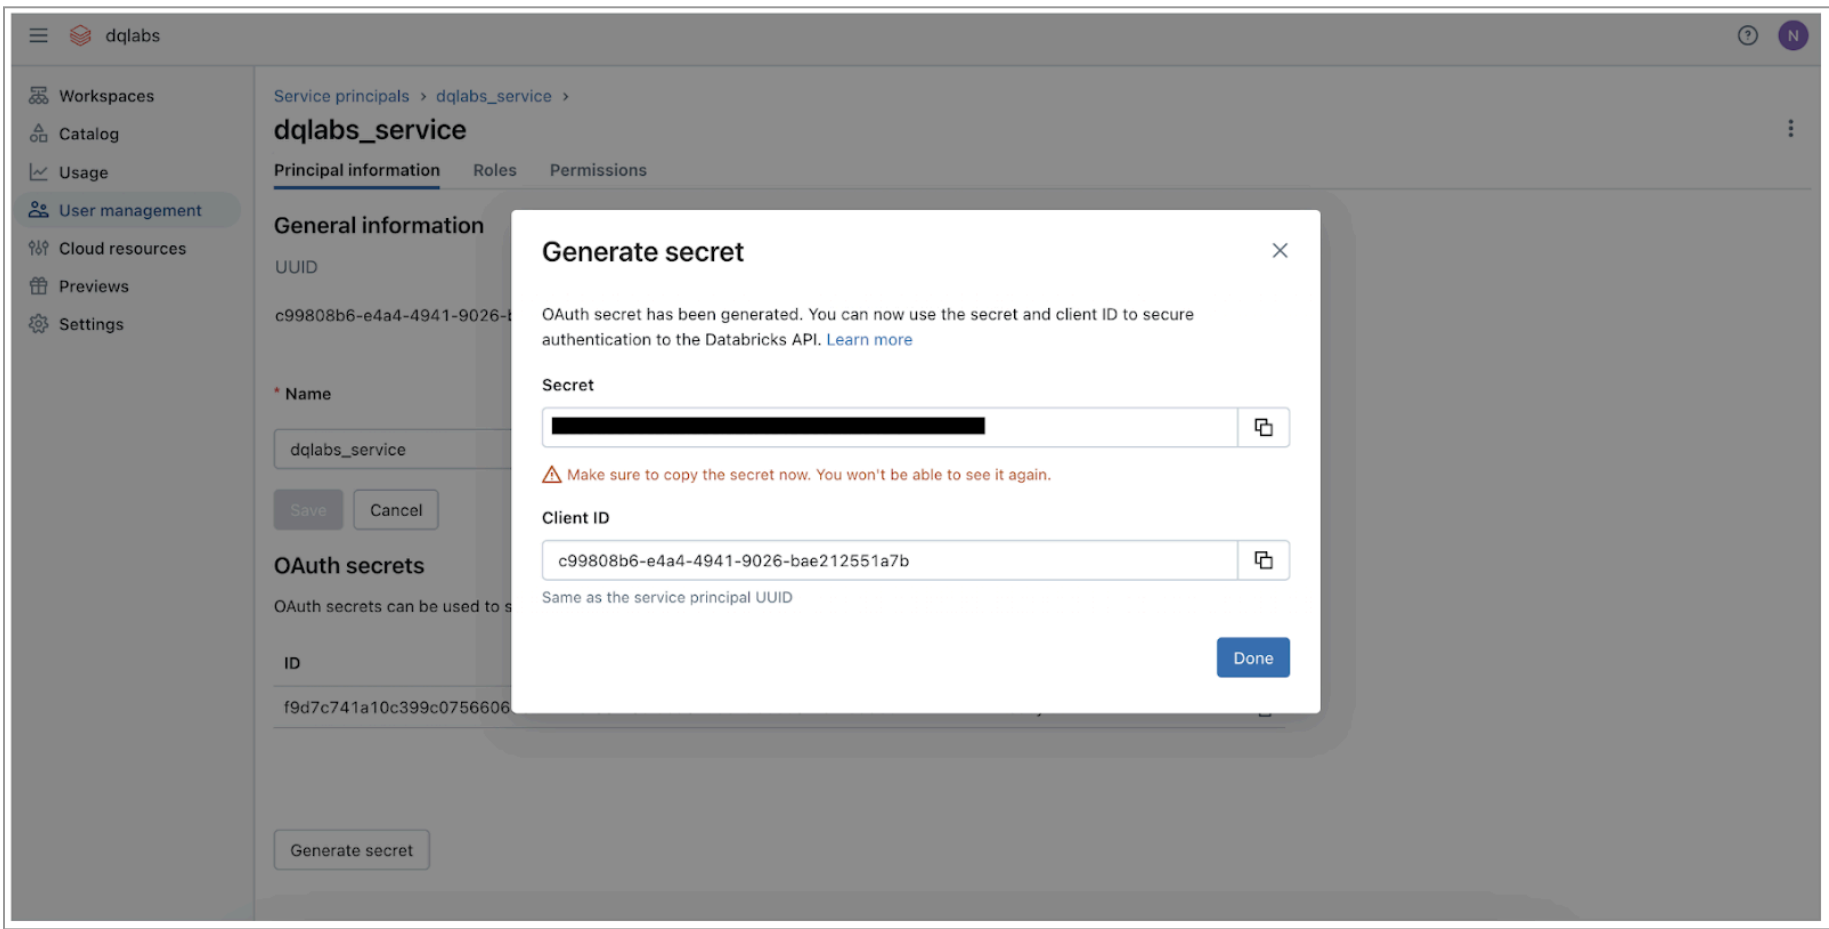 dqlabs
N
Workspaces
Catalog
Usage
User management
Cloud resources
Previews
Settings
Service principals › dqlabs_service ›
dqlabs_service
Principal information Roles Permissions
General information
UUID
c99808b6-e4a4-4941-9026-
* Name
dqlabs_service
Save Cancel
OAuth secrets
OAuth secrets can be used to s
ID
f9d7c741a10c399c0756606
Generate secret
Generate secret
OAuth secret has been generated. You can now use the secret and client ID to secure
authentication to the Databricks API. Learn more
Secret
Make sure to copy the secret now. You won't be able to see it again.
Client ID
c99808b6-e4a4-4941-9026-bae212551a7b
Same as the service principal UUID
Done